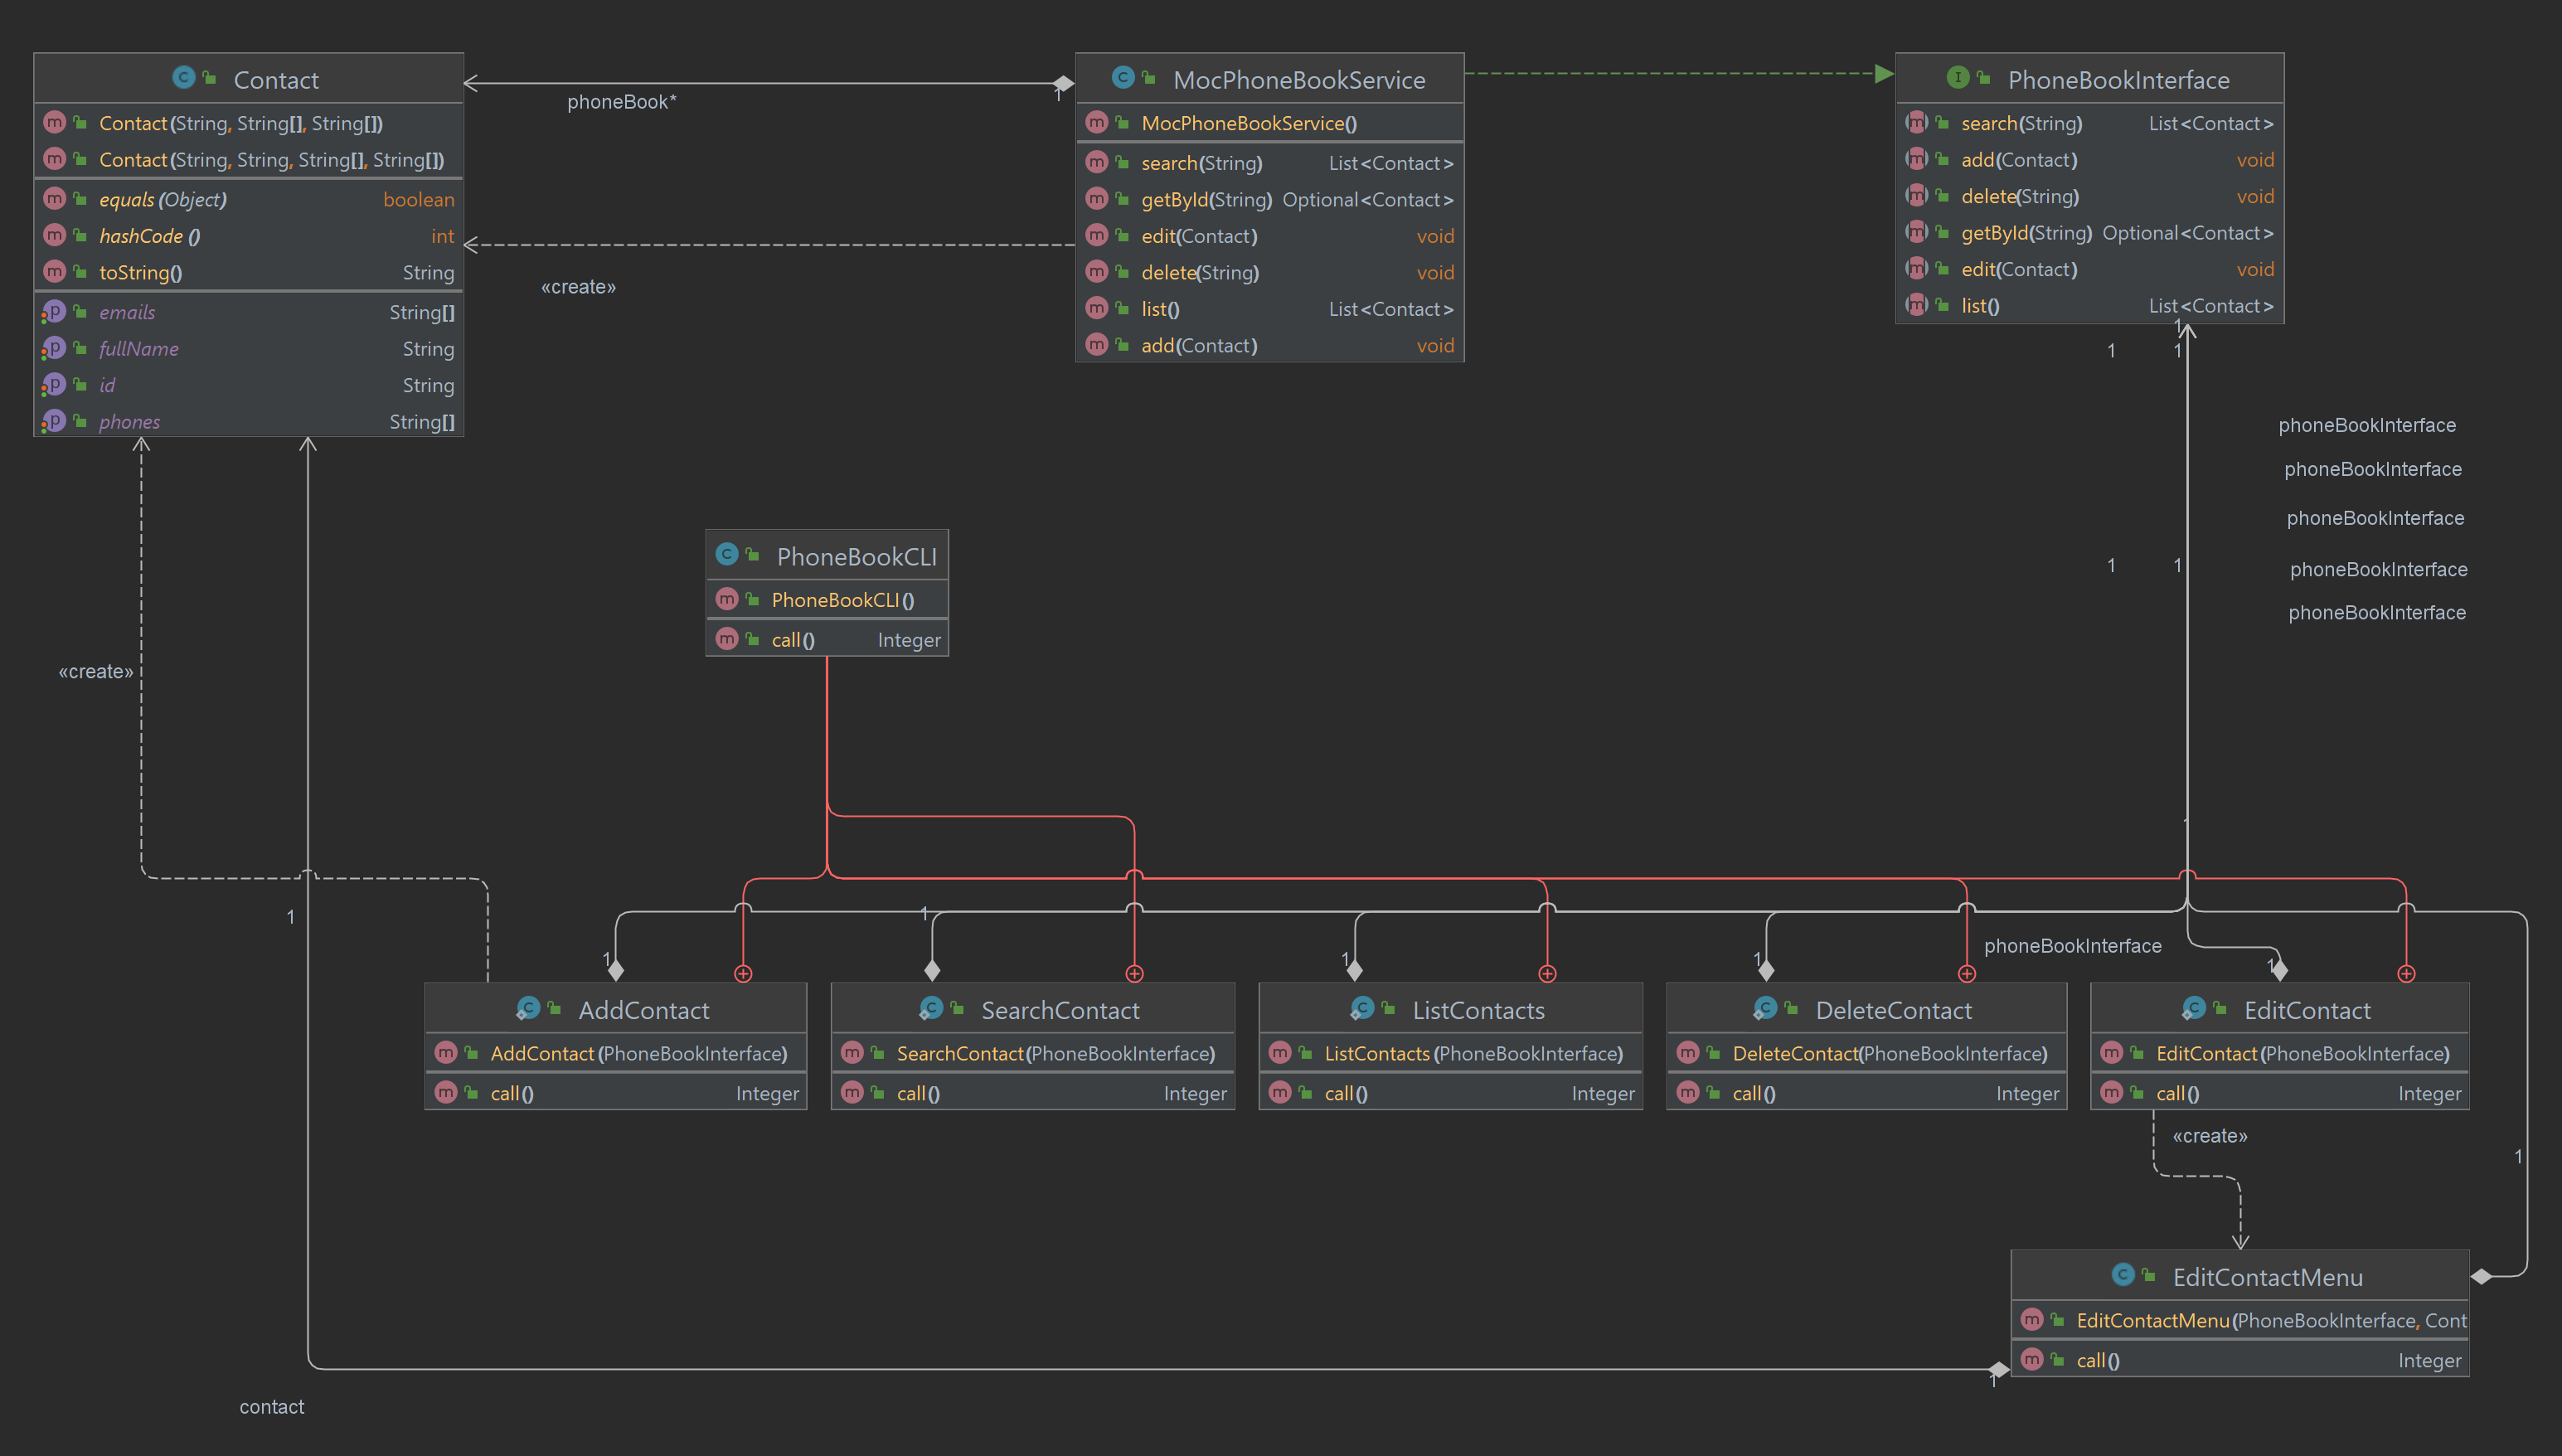 Contact
Contact(String, String[], String[])
Contact(String, String, String[], String[])
equals(Object) boolean
hashCode() int
toString() String
emails String[]
fullName String
id String
phones String[]
phoneBook*
1
«create»
MocPhoneBookService
MocPhoneBookService()
search(String) List<Contact>
getById(String) Optional<Contact>
edit(Contact) void
delete(String) void
list() List<Contact>
add(Contact) void
PhoneBookInterface
search(String) List<Contact>
add(Contact) void
delete(String) void
getById(String) Optional<Contact>
edit(Contact) void
list() List<Contact>
1
1 1
phoneBookInterface
phoneBookInterface
phoneBookInterface
1 1
phoneBookInterface
phoneBookInterface
PhoneBookCLI
PhoneBookCLI()
call() Integer
«create»
1
1
1
1
1
1
phoneBookInterface
1
AddContact
AddContact(PhoneBookInterface)
call() Integer
SearchContact
SearchContact(PhoneBookInterface)
call() Integer
ListContacts
ListContacts(PhoneBookInterface)
call() Integer
DeleteContact
DeleteContact(PhoneBookInterface)
call() Integer
EditContact
EditContact(PhoneBookInterface)
call() Integer
«create»
1
EditContactMenu
EditContactMenu(PhoneBookInterface, Cont
call() Integer
1
contact